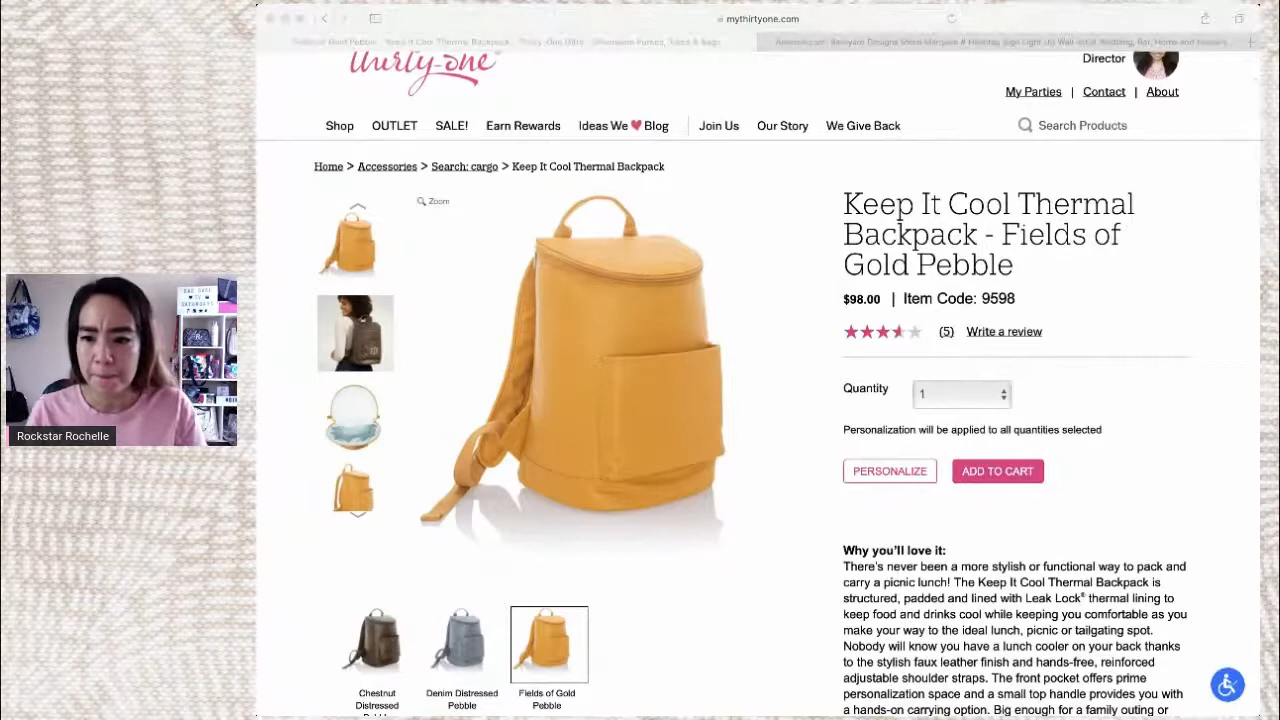 mythirtyone.com
thirty-one
Director
My Parties | Contact | About
Shop OUTLET SALE! Earn Rewards Ideas We Blog Join Us Our Story We Give Back Search Products
Home > Accessories > Search: cargo > Keep It Cool Thermal Backpack
Zoom
Keep It Cool Thermal
Backpack - Fields of
Gold Pebble
$98.00 | Item Code: 9598
(5) Write a review
Quantity 1
Personalization will be applied to all quantities selected
PERSONALIZE ADD TO CART
Rockstar Rochelle
Why you'll love it:
There's never been a more stylish or functional way to pack and
carry a picnic lunch! The Keep It Cool Thermal Backpack is
structured, padded and lined with Leak Lock® thermal lining to
keep food and drinks cool while keeping you comfortable as you
make your way to the ideal lunch, picnic or tailgating spot.
Nobody will know you have a lunch cooler on your back thanks
to the stylish faux leather finish and hands-free, reinforced
adjustable shoulder straps. The front pocket offers prime
personalization space and a small top handle provides you with
a hands-on carrying option. Big enough for a family outing or
Chestnut
Distressed
Denim Distressed
Pebble
Fields of Gold
Pebble